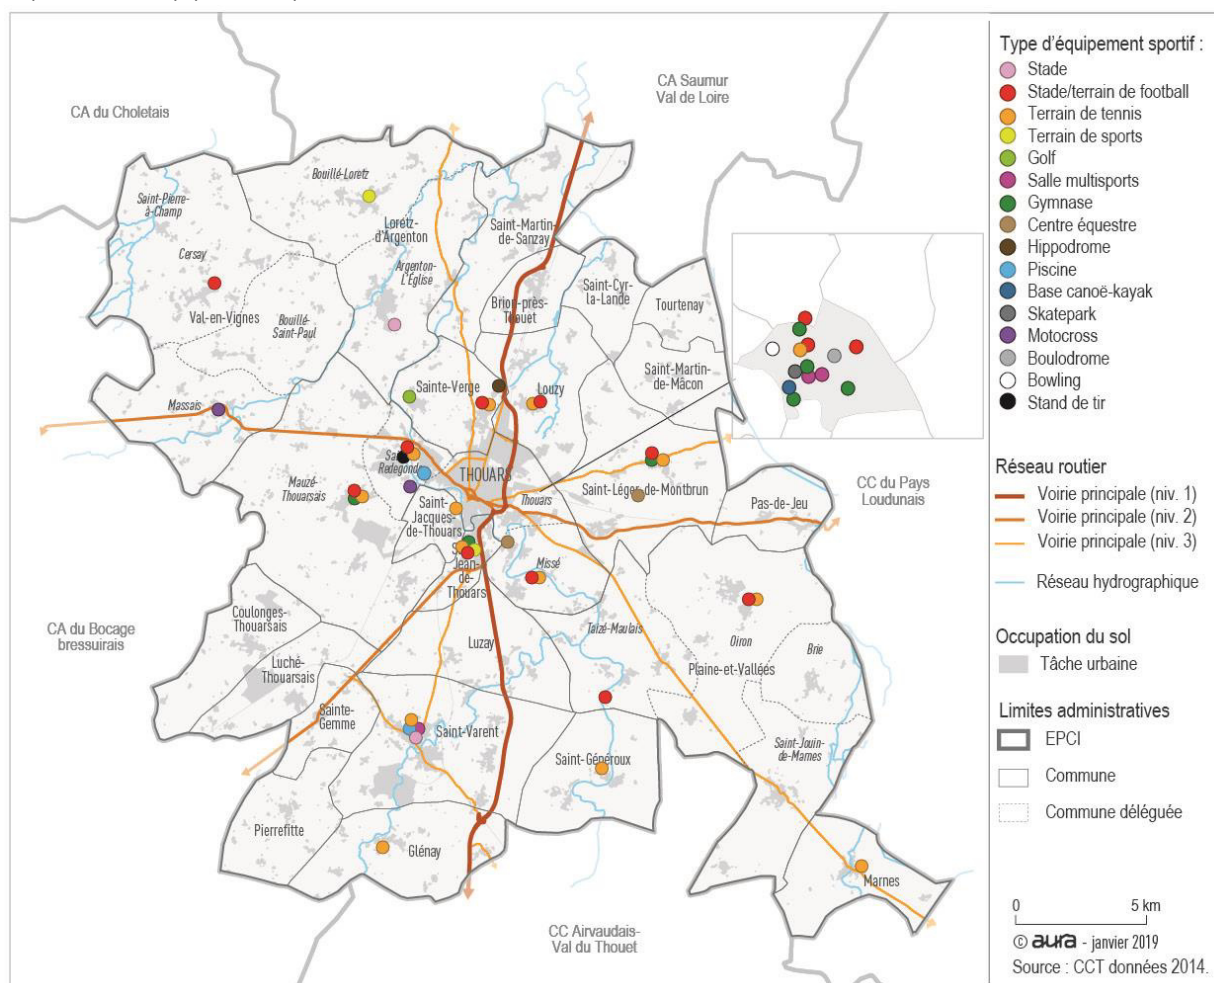 CA du Choletais
CA Saumur
Val de Loire
Bouillé-Loretz
Saint-Pierre-
à-Champ
Loretz-
d'Argenton
Saint-Martin-
de-Sanzay
Cersay
Argenton-
L'Église
Saint-Cyr-
la-Lande
Tourtenay
Brion-près-
Thouet
Val-en-Vignes
Bouillé-
Saint-Paul
Saint-Martin-
de-Mâcon
Sainte-Verge
Louzy
Massais
Radegonde
THOUARS
Mauzé-
Thouarsais
Thouars
Saint-Léger-de-Montbrun
CC du Pays
Loudunais
Pas-de-Jeu
Saint-
Jacques-
de-Thouars
Jean-
de-
Thouars
Missé
Coulonges-
Thouarsais
CA du Bocage
bressuirais
Luzay
Taizé-Maulais
Oiron
Brie
Luché-
Thouarsais
Plaine-et-Vallées
Sainte-
Gemme
Saint-Varent
Saint-Généroux
Saint-Jouin-
de-Marnes
Pierrefitte
Glénay
Marnes
CC Airvaudais-
Val du Thouet
Type d'équipement sportif :
Stade
Stade/terrain de football
Terrain de tennis
Terrain de sports
Golf
Salle multisports
Gymnase
Centre équestre
Hippodrome
Piscine
Base canoë-kayak
Skatepark
Motocross
Boulodrome
Bowling
Stand de tir
Réseau routier
Voirie principale (niv. 1)
Voirie principale (niv. 2)
Voirie principale (niv. 3)
Réseau hydrographique
Occupation du sol
Tâche urbaine
Limites administratives
EPCI
Commune
Commune déléguée
0 5 km
© aura - janvier 2019
Source : CCT données 2014.